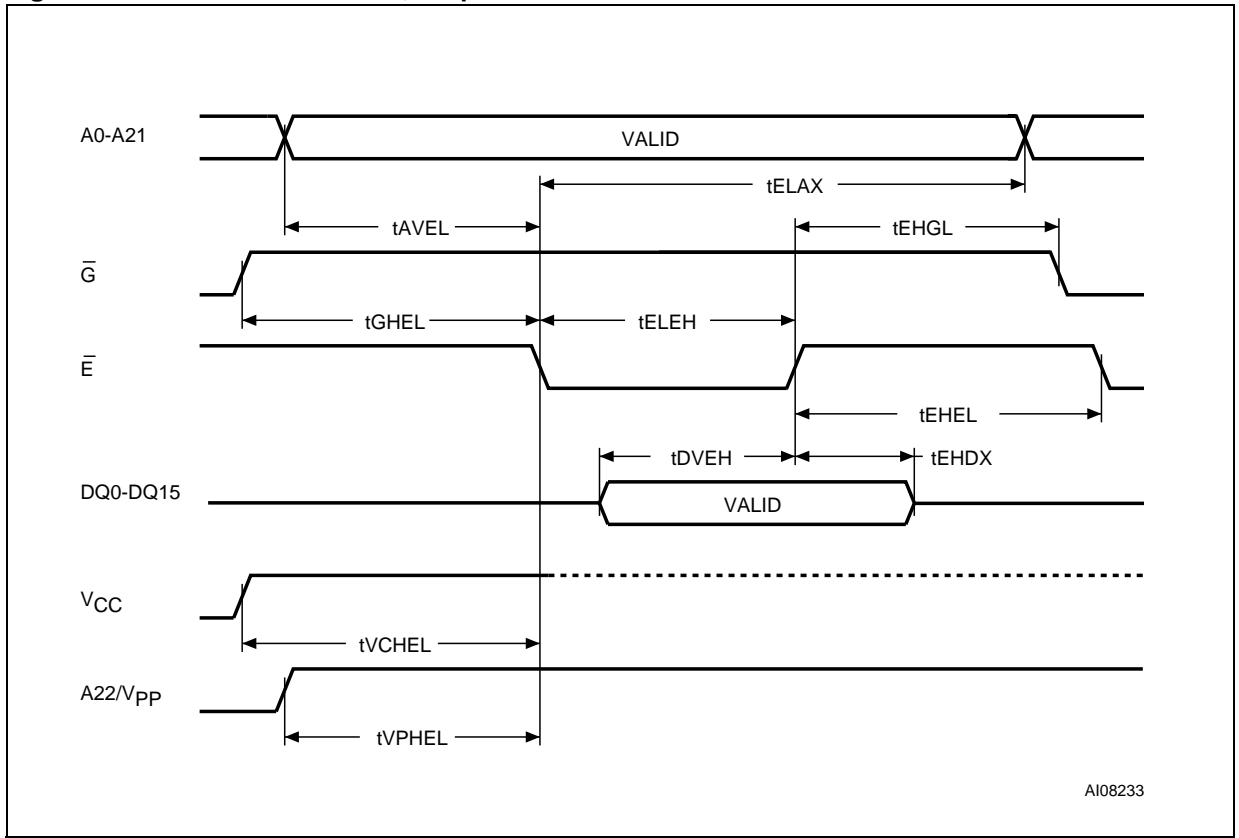 A0-A21
VALID
tELAX
tAVEL
tEHGL
G
tGHEL
tELEH
E
tEHEL
tDVEH
tEHDX
DQ0-DQ15
VALID
VCC
tVCHEL
A22/VPP
tVPHEL
AI08233